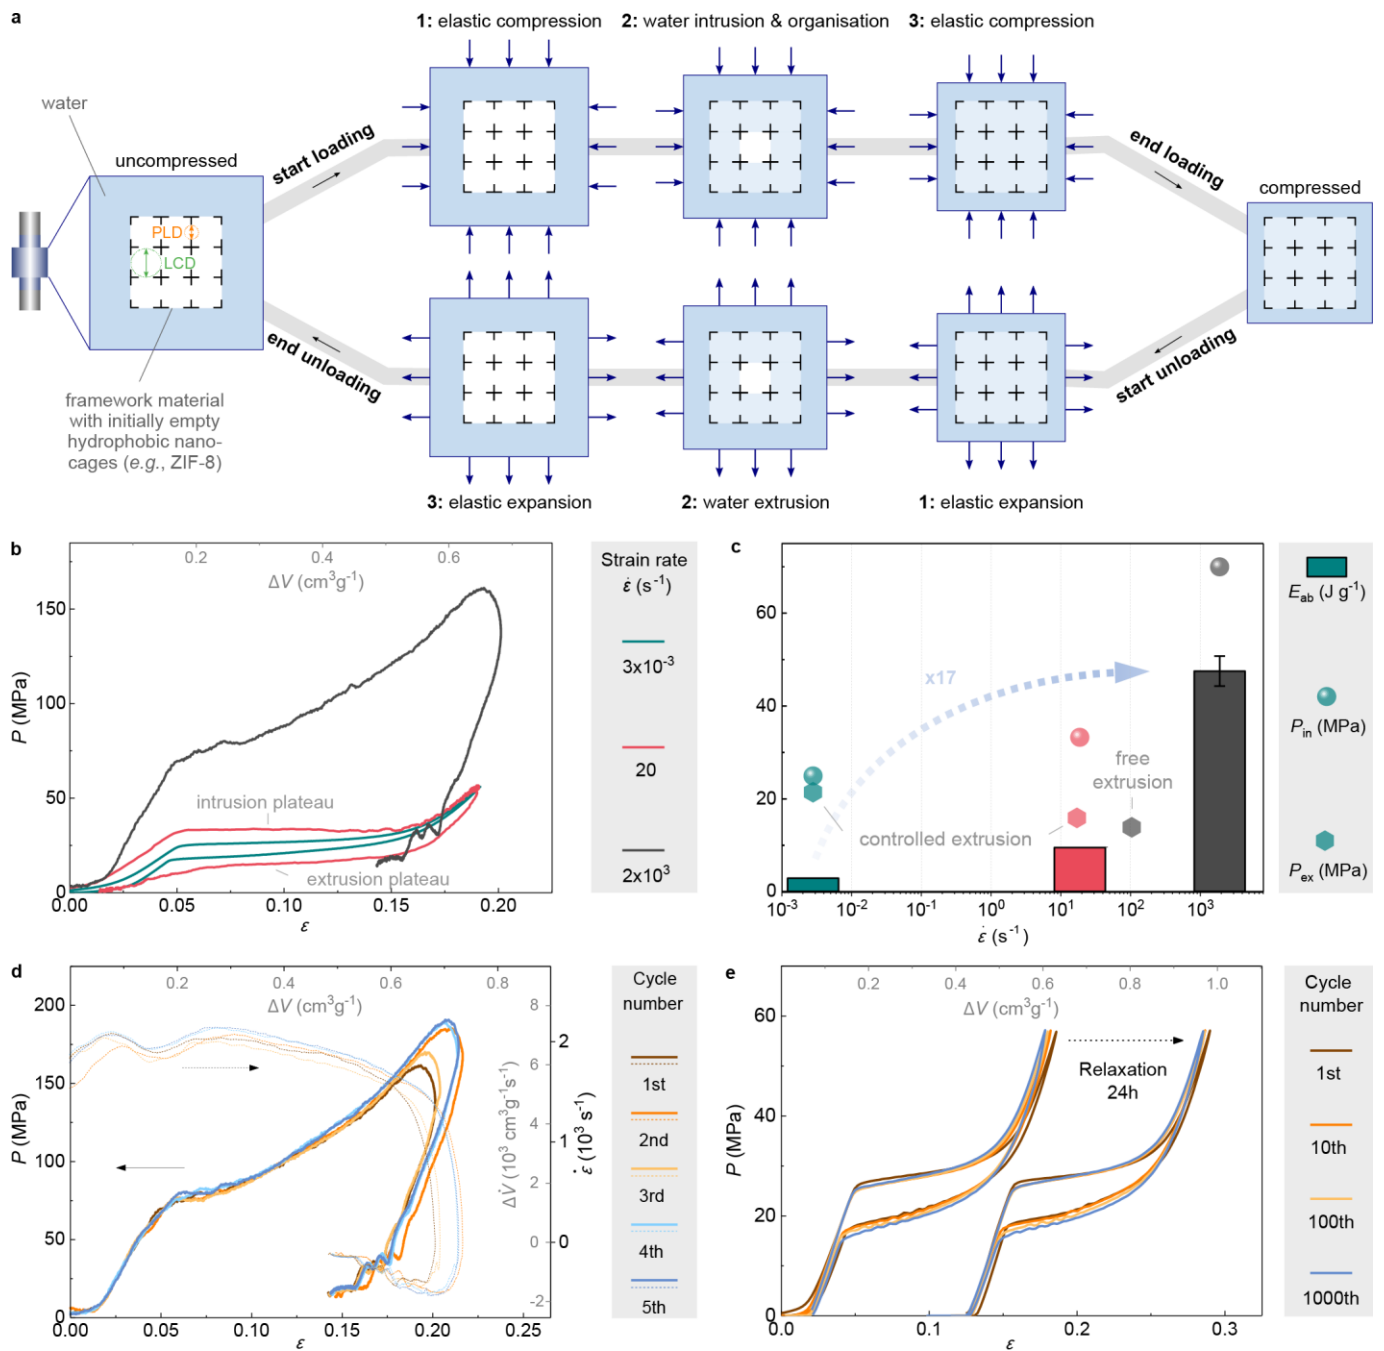 a
1: elastic compression
2: water intrusion & organisation
3: elastic compression
water
uncompressed
start loading
end loading
compressed
PLD
LCD
end unloading
start unloading
framework material
with initially empty
hydrophobic nano-
cages (e.g., ZIF-8)
3: elastic expansion
2: water extrusion
1: elastic expansion
b
0.2 0.4 0.6
ΔV (cm³g⁻¹)
P (MPa)
150
100
50
0
intrusion plateau
extrusion plateau
0.00 0.05 0.10 0.15 0.20
ε
Strain rate
ε̇ (s⁻¹)
3x10⁻³
20
2x10³
c
60
40
20
0
x17
free
extrusion
controlled extrusion
10⁻³ 10⁻² 10⁻¹ 10⁰ 10¹ 10² 10³
ε̇ (s⁻¹)
E_ab (J g⁻¹)
P_in (MPa)
P_ex (MPa)
d
0.2 0.4 0.6 0.8
ΔV (cm³g⁻¹)
P (MPa)
200
150
100
50
0
8
6
4
2
0
-2
ΔV̇ (10³ cm³g⁻¹s⁻¹)
2
1
0
ε̇ (10³ s⁻¹)
0.00 0.05 0.10 0.15 0.20 0.25
ε
Cycle
number
1st
2nd
3rd
4th
5th
e
0.2 0.4 0.6 0.8 1.0
ΔV (cm³g⁻¹)
P (MPa)
60
40
20
0
Relaxation
24h
0.0 0.1 0.2 0.3
ε
Cycle
number
1st
10th
100th
1000th